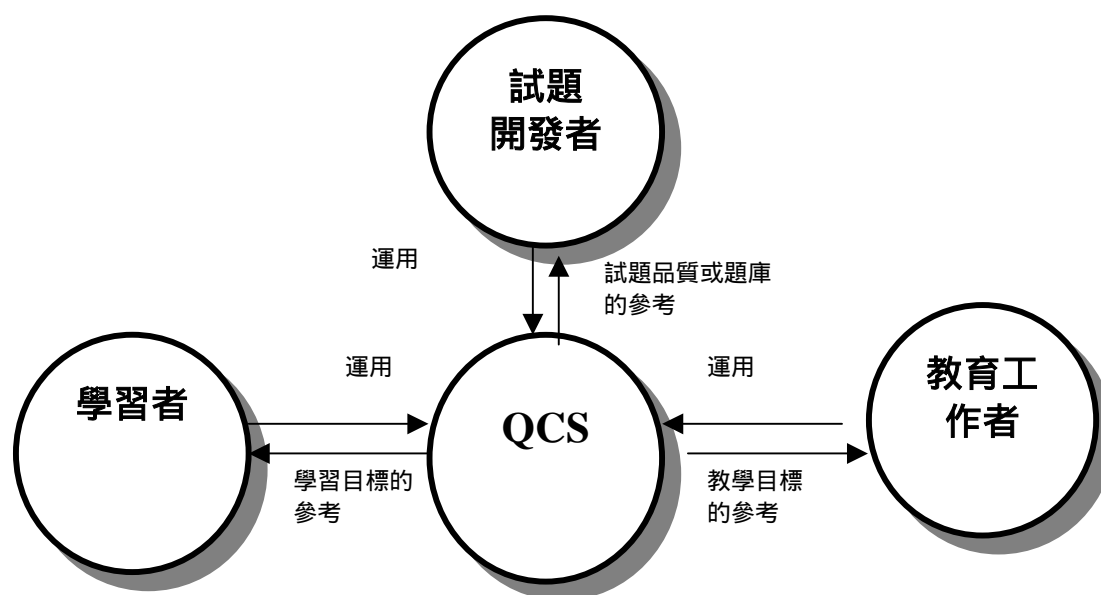 試題
開發者
運用
試題品質或題庫
的參考
學習者
運用
QCS
運用
教育工
作者
學習目標的
參考
教學目標
的參考